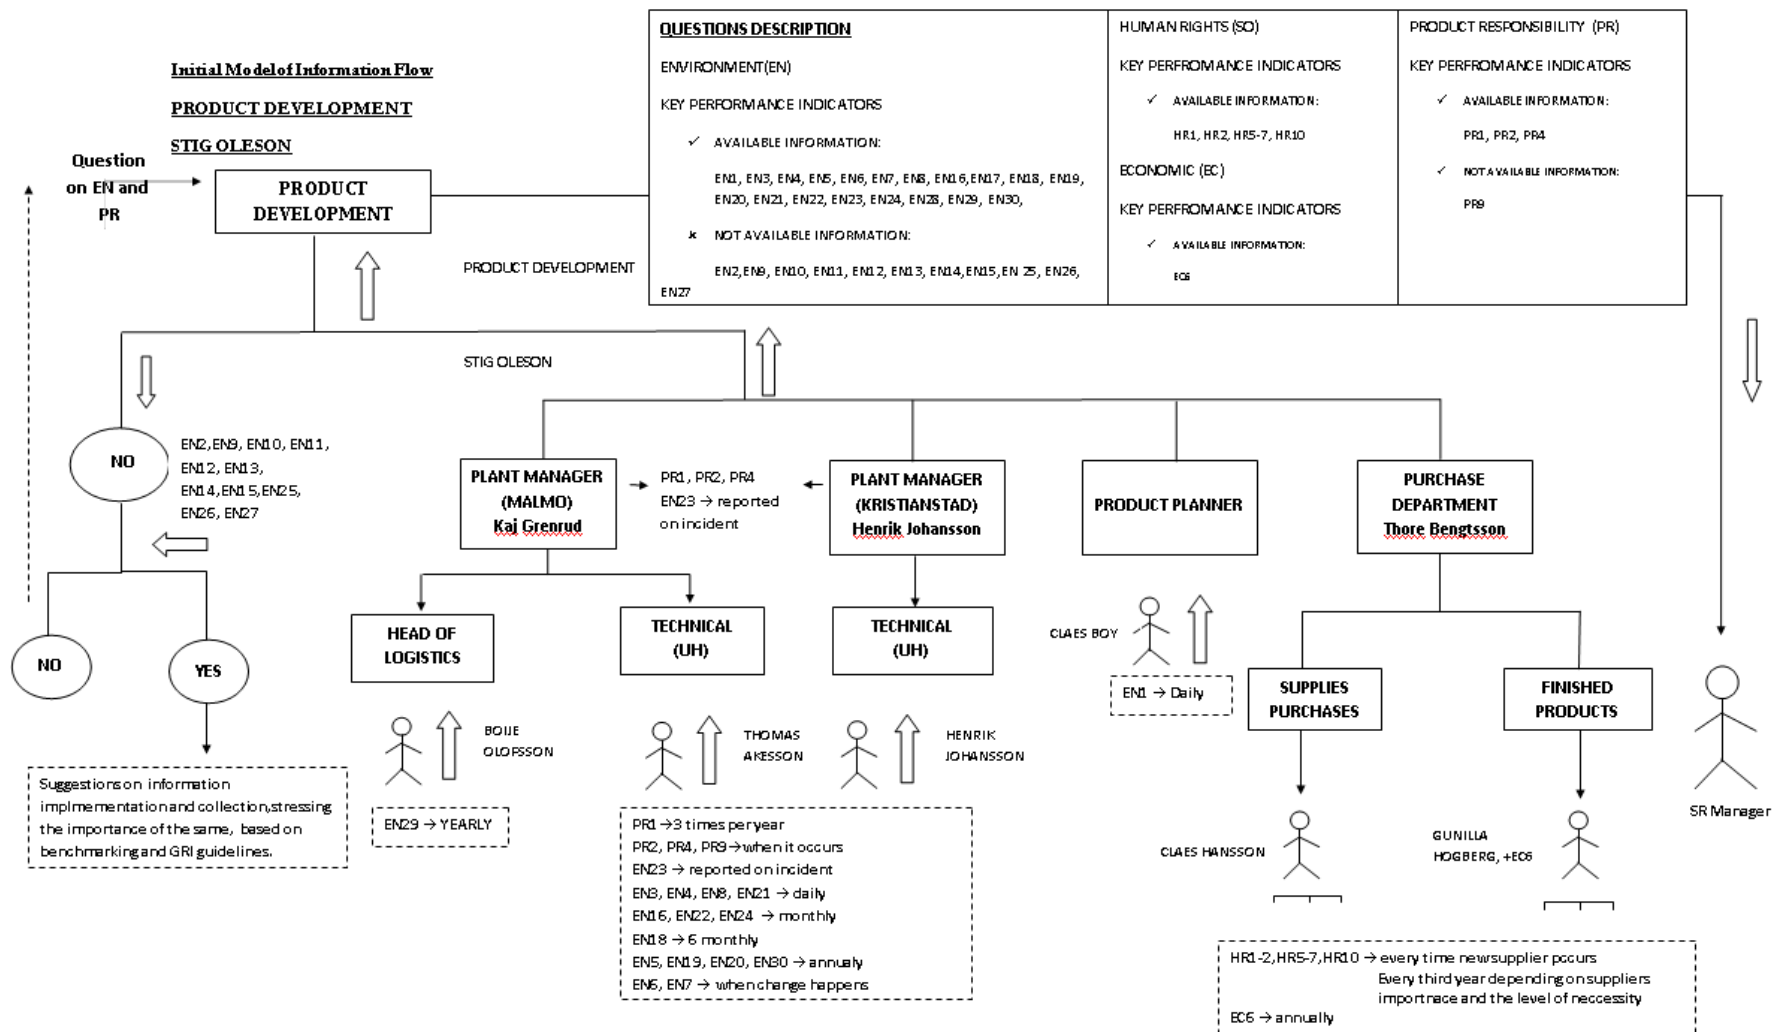 Initial Model of Information Flow
PRODUCT DEVELOPMENT
STIG OLESON
Question
on EN and
PR
PRODUCT
DEVELOPMENT
QUESTIONS DESCRIPTION
ENVIRONMENT(EN)
KEY PERFORMANCE INDICATORS
✓ AVAILABLE INFORMATION:
EN1, EN3, EN4, EN5, EN6, EN7, EN8, EN16,EN17, EN18, EN19,
EN20, EN21, EN22, EN23, EN24, EN28, EN29, EN30,
× NOT AVAILABLE INFORMATION:
EN2,EN9, EN10, EN11, EN12, EN13, EN14,EN15,EN 25, EN26,
EN27
HUMAN RIGHTS (SO)
KEY PERFROMANCE INDICATORS
✓ AVAILABLE INFORMATION:
HR1, HR2, HR5-7, HR10
ECONOMIC (EC)
KEY PERFROMANCE INDICATORS
✓ AVAILABLE INFORMATION:
EC6
PRODUCT RESPONSIBILITY (PR)
KEY PERFROMANCE INDICATORS
✓ AVAILABLE INFORMATION:
PR1, PR2, PR4
✓ NOT AVAILABLE INFORMATION:
PR9
PRODUCT DEVELOPMENT
STIG OLESON
NO
EN2,EN9, EN10, EN11,
EN12, EN13,
EN14,EN15,EN25,
EN26, EN27
NO
YES
Suggestions on information
implmementation and collection,stressing
the importance of the same, based on
benchmarking and GRI guidelines.
PLANT MANAGER
(MALMO)
Kaj Grenrud
PR1, PR2, PR4
EN23 → reported
on incident
PLANT MANAGER
(KRISTIANSTAD)
Henrik Johansson
PRODUCT PLANNER
PURCHASE
DEPARTMENT
Thore Bengtsson
HEAD OF
LOGISTICS
TECHNICAL
(UH)
TECHNICAL
(UH)
CLAES BOY
EN1 → Daily
SUPPLIES
PURCHASES
FINISHED
PRODUCTS
BOIJE
OLOFSSON
THOMAS
AKESSON
HENRIK
JOHANSSON
EN29 → YEARLY
PR1 →3 times per year
PR2, PR4, PR9→when it occurs
EN23 → reported on incident
EN3, EN4, EN8, EN21 → daily
EN16, EN22, EN24 → monthly
EN18 → 6 monthly
EN5, EN19, EN20, EN30 → annualy
EN6, EN7 → when change happens
CLAES HANSSON
GUNILLA
HOGBERG, +EC6
SR Manager
HR1-2,HR5-7,HR10 → every time new supplier pccurs
Every third year depending on suppliers
importnace and the level of neccessity
EC6 → annually